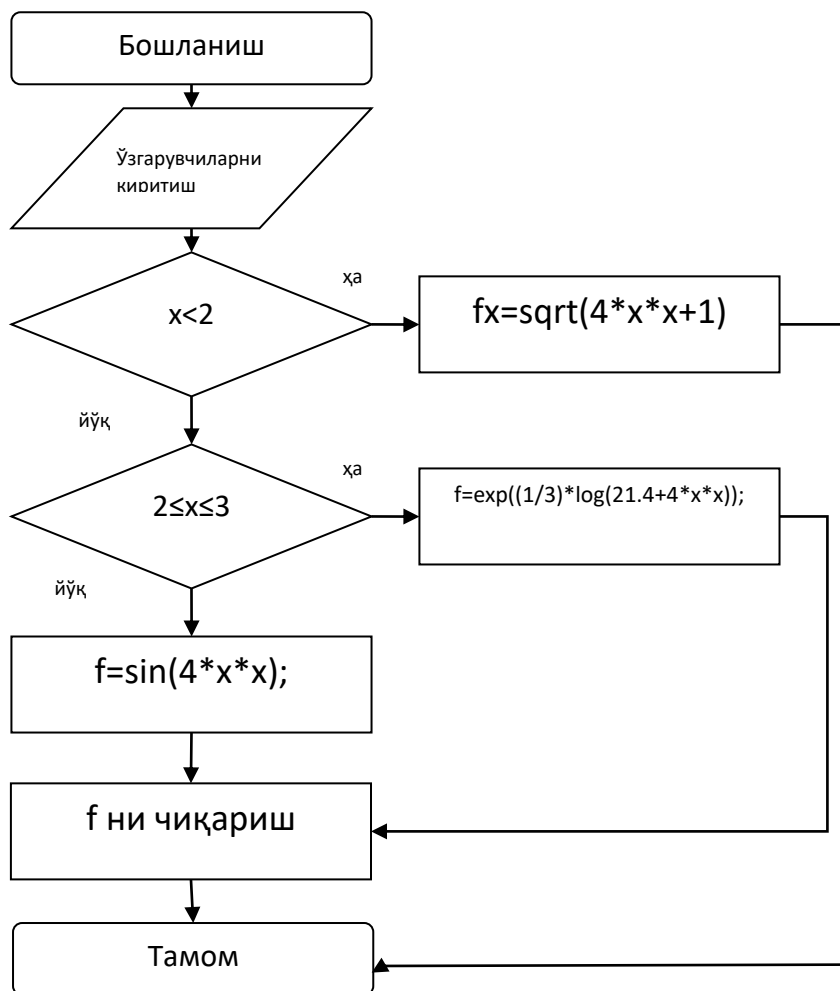 Бошланиш
Ўзгарувчиларни
киритиш
ҳа
x<2
fx=sqrt(4*x*x+1)
йўқ
ҳа
2≤x≤3
f=exp((1/3)*log(21.4+4*x*x));
йўқ
f=sin(4*x*x);
f ни чиқариш
Тамом